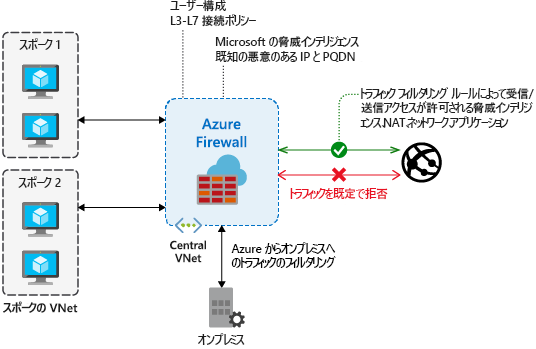 ユーザー構成
L3-L7 接続ポリシー
Microsoft の脅威インテリジェンス
既知の悪意のある IP と PQDN
スポーク 1
Azure
Firewall
トラフィック フィルタリング ルールによって受信/
送信アクセスが許可される脅威インテリジ
ェンス、NAT、ネットワーク、アプリケーション
トラフィックを既定で拒否
スポーク 2
Central
VNet
Azure からオンプレミスへ
のトラフィックのフィルタリング
スポークの VNet
オンプレミス